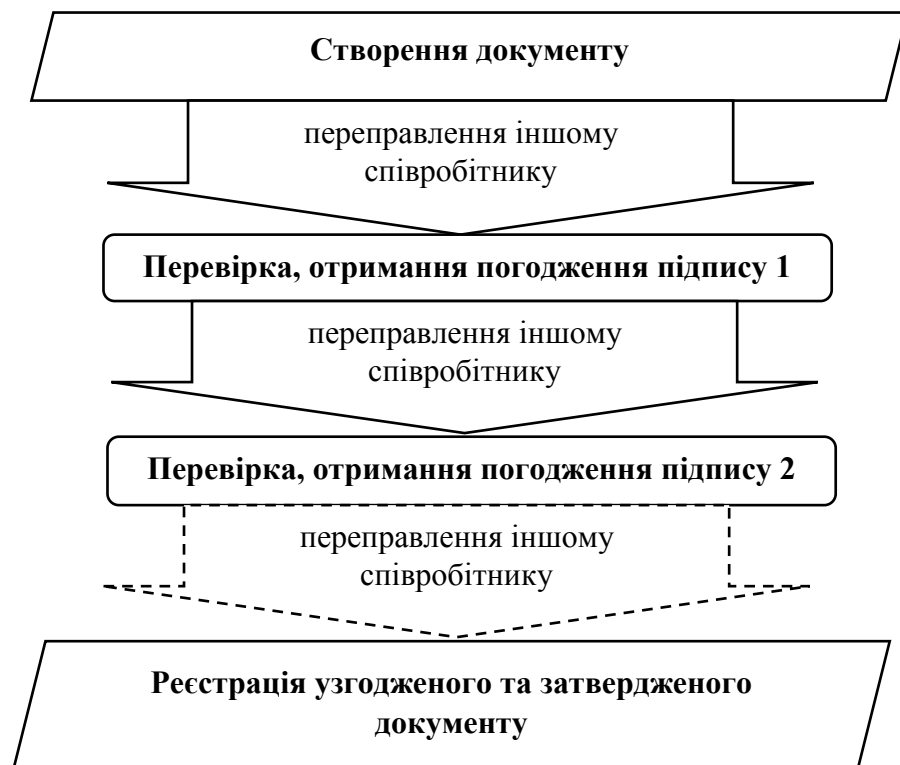 Створення документу
переправлення іншому
співробітнику
Перевірка, отримання погодження підпису 1
переправлення іншому
співробітнику
Перевірка, отримання погодження підпису 2
переправлення іншому
співробітнику
Реєстрація узгодженого та затвердженого
документу